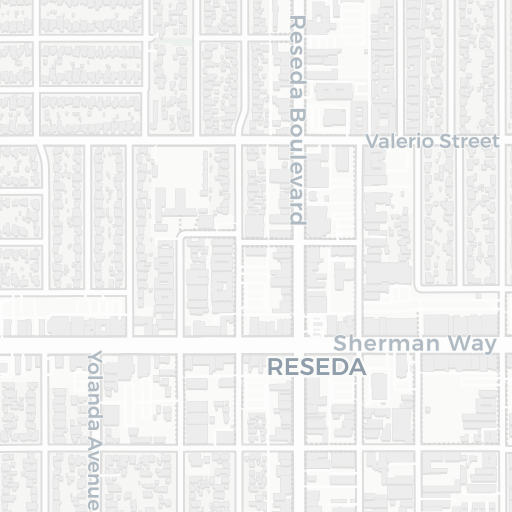 Reseda Boulevard
Valerio Street
Sherman Way
RESEDA
Yolanda Avenue